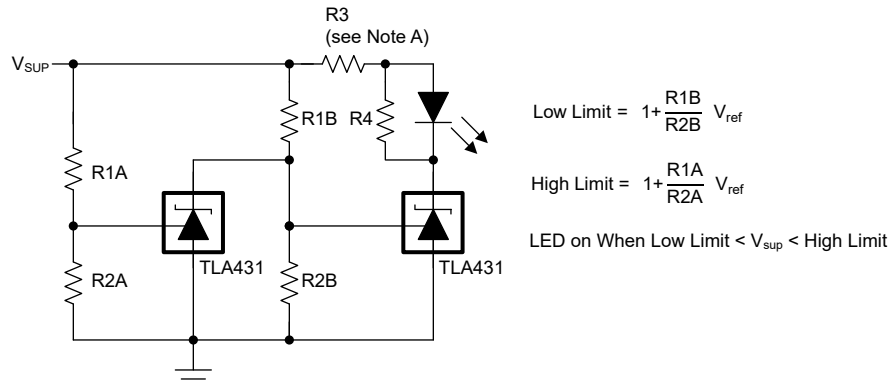 R3
(see Note A)
VSUP
R1B
R4
R1A
TLA431
R2A
R2B
TLA431
Low Limit = 1+ R1B/R2B Vref
High Limit = 1+ R1A/R2A Vref
LED on When Low Limit < Vsup < High Limit